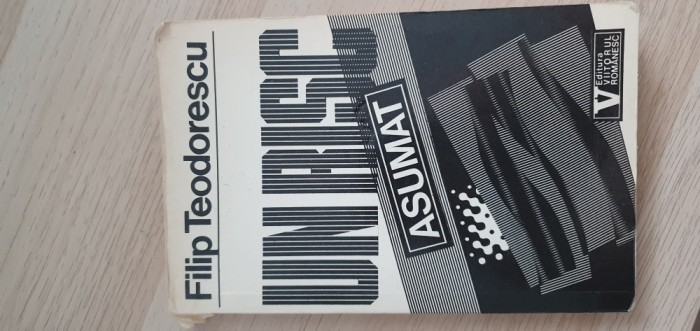 Filip Teodorescu
UN RISC
ASUMAT
V
Editura
VIITORUL
ROMÂNESC